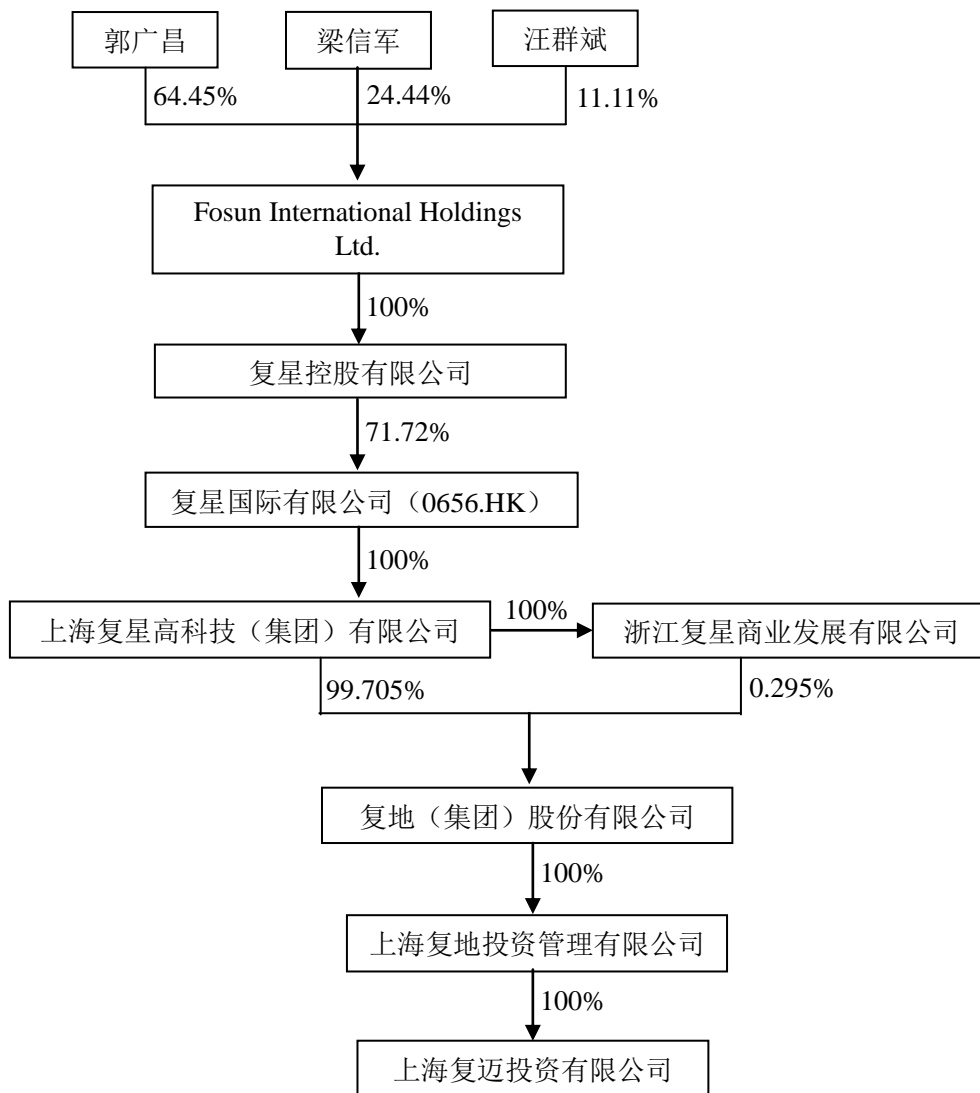 郭广昌
梁信军
汪群斌
64.45%
24.44%
11.11%
Fosun International Holdings
Ltd.
100%
复星控股有限公司
71.72%
复星国际有限公司（0656.HK）
100%
上海复星高科技（集团）有限公司
100%
浙江复星商业发展有限公司
99.705%
0.295%
复地（集团）股份有限公司
100%
上海复地投资管理有限公司
100%
上海复迈投资有限公司